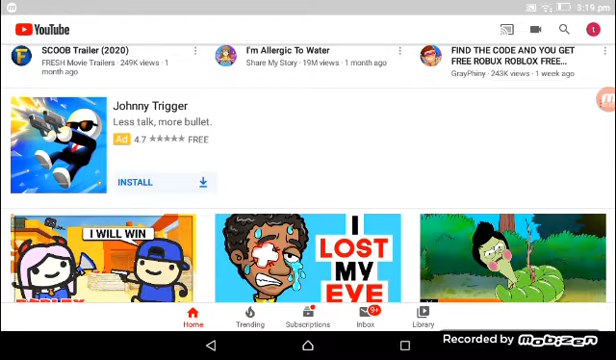 3:19 pm
YouTube
t
SCOOB Trailer (2020)
FRESH Movie Trailers · 249K views · 1
month ago
I'm Allergic To Water
Share My Story · 19M views · 1 month ago
FIND THE CODE AND YOU GET
FREE ROBUX ROBLOX FREE...
GrayPhiny · 243K views · 1 week ago
Johnny Trigger
Less talk, more bullet.
Ad 4.7 ★★★★★ FREE
INSTALL
I WILL WIN
I
LOST
MY
EYE
Home
Trending
Subscriptions
9+
Inbox
Library
Recorded by mobizen